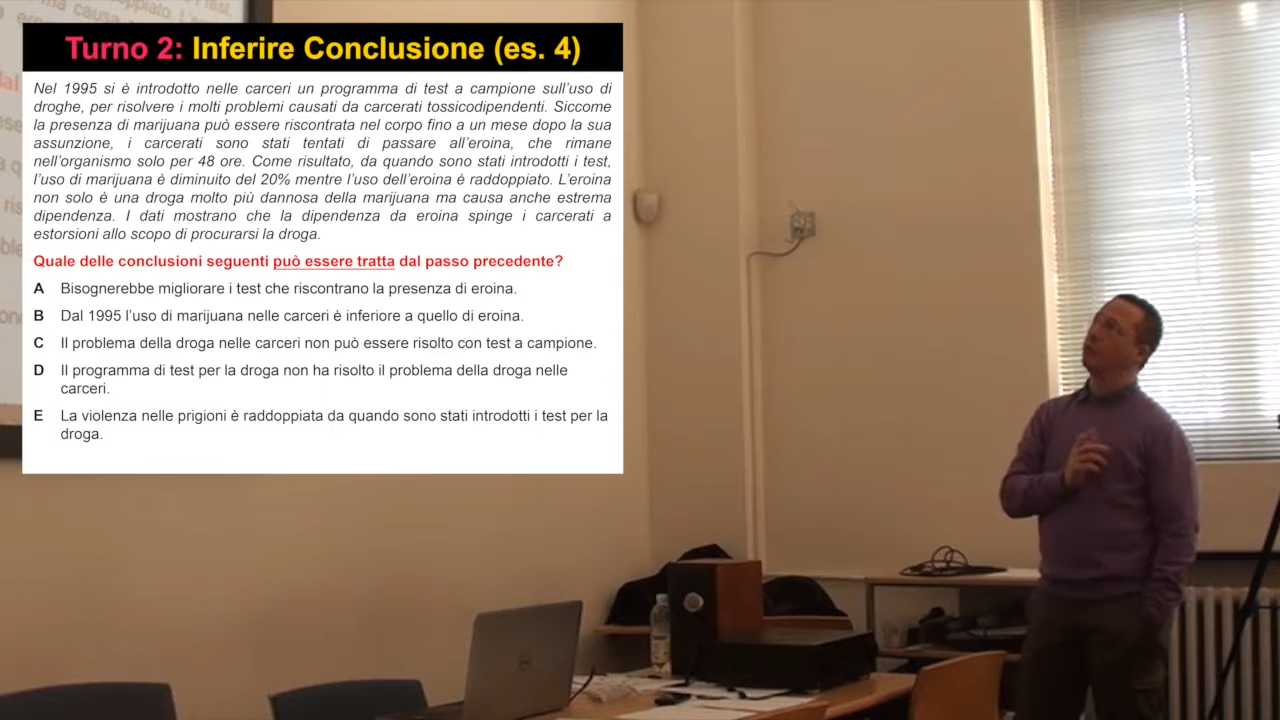 Turno 2: Inferire Conclusione (es. 4)
Nel 1995 si è introdotto nelle carceri un programma di test a campione sull'uso di
droghe, per risolvere i molti problemi causati da carcerati tossicodipendenti. Siccome
la presenza di marijuana può essere riscontrata nel corpo fino a un mese dopo la sua
assunzione, i carcerati sono stati tentati di passare all'eroina, che rimane
nell'organismo solo per 48 ore. Come risultato, da quando sono stati introdotti i test,
l'uso di marijuana è diminuito del 20% mentre l'uso dell'eroina è raddoppiato. L'eroina
non solo è una droga molto più dannosa della marijuana ma causa anche estrema
dipendenza. I dati mostrano che la dipendenza da eroina spinge i carcerati a
estorsioni allo scopo di procurarsi la droga.
Quale delle conclusioni seguenti può essere tratta dal passo precedente?
A Bisognerebbe migliorare i test che riscontrano la presenza di eroina.
B Dal 1995 l'uso di marijuana nelle carceri è inferiore a quello di eroina.
C Il problema della droga nelle carceri non può essere risolto con test a campione.
D Il programma di test per la droga non ha risolto il problema della droga nelle
carceri.
E La violenza nelle prigioni è raddoppiata da quando sono stati introdotti i test per la
droga.